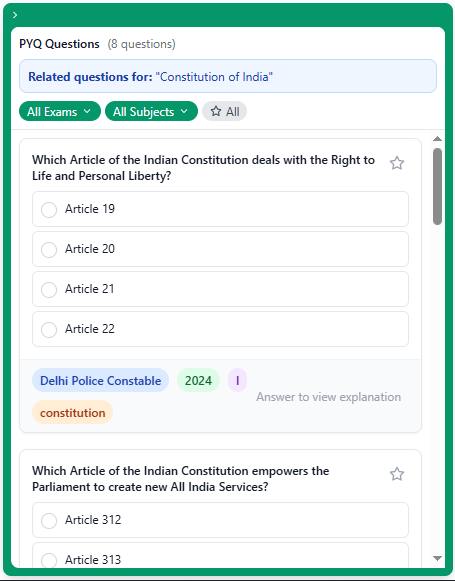 PYQ Questions (8 questions)
Related questions for: "Constitution of India"
All Exams All Subjects All
Which Article of the Indian Constitution deals with the Right to
Life and Personal Liberty?
Article 19
Article 20
Article 21
Article 22
Delhi Police Constable 2024 I
Answer to view explanation
constitution
Which Article of the Indian Constitution empowers the
Parliament to create new All India Services?
Article 312
Article 313